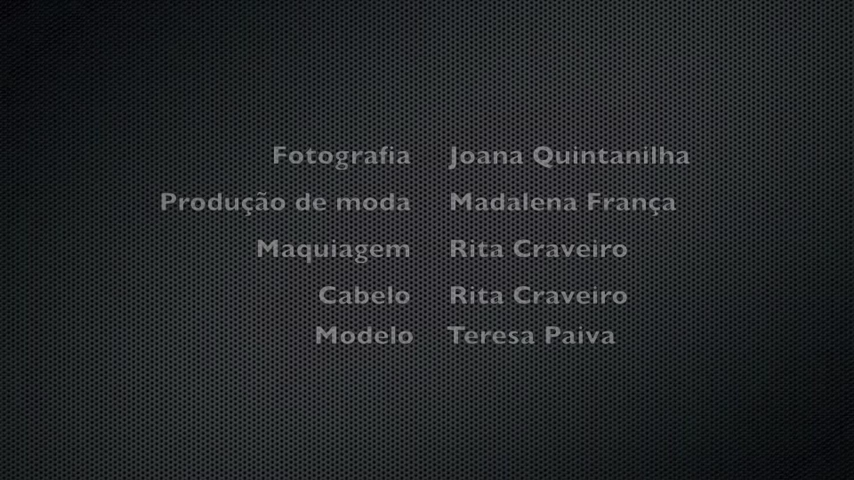 Fotografia Joana Quintanilha
Produção de moda Madalena França
Maquiagem Rita Craveiro
Cabelo Rita Craveiro
Modelo Teresa Paiva